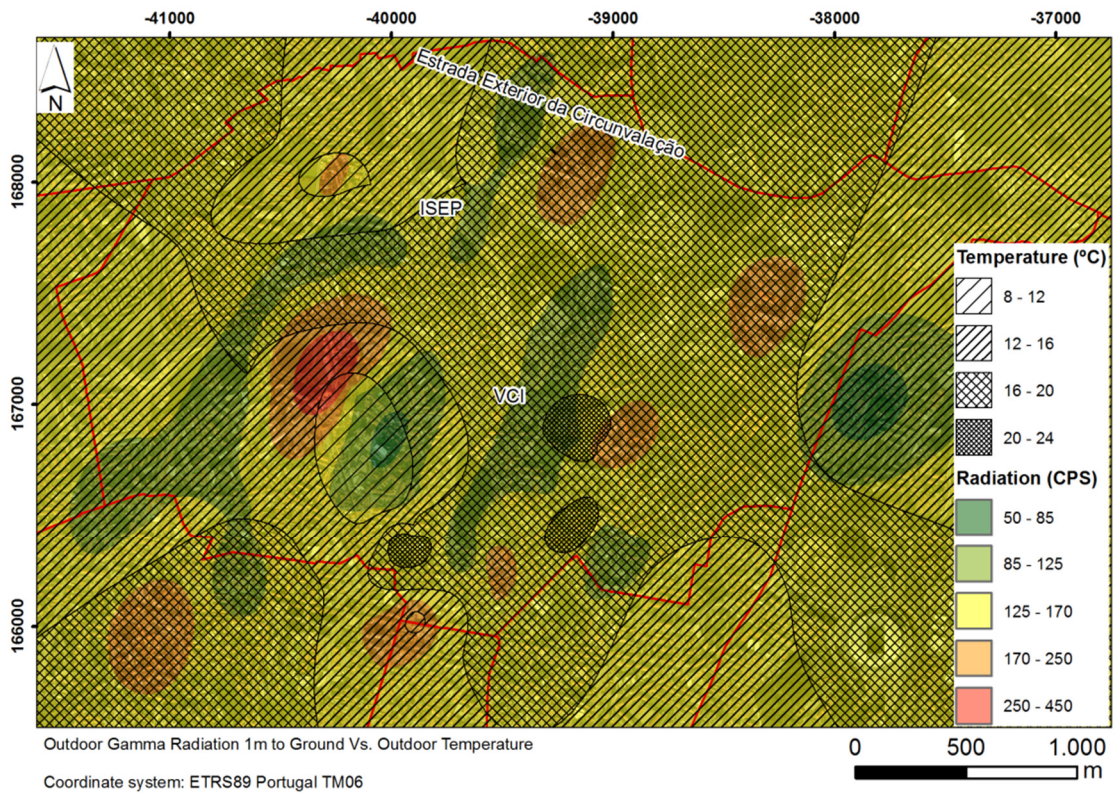 -41000 -40000 -39000 -38000 -37000
N
Estrada Exterior da Circunvalação
168000
ISEP
167000
VCI
166000
Temperature (ºC)
8 - 12
12 - 16
16 - 20
20 - 24
Radiation (CPS)
50 - 85
85 - 125
125 - 170
170 - 250
250 - 450
Outdoor Gamma Radiation 1m to Ground Vs. Outdoor Temperature
Coordinate system: ETRS89 Portugal TM06
0 500 1.000
m